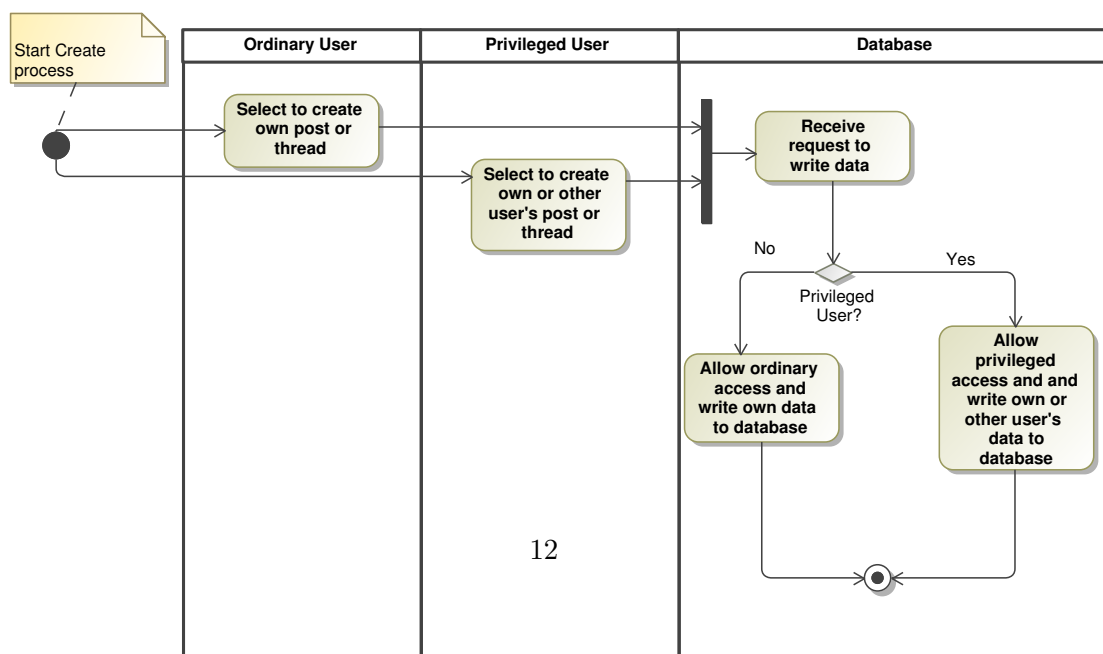 Start Create
process
Ordinary User
Privileged User
Database
Select to create
own post or
thread
Select to create
own or other
user's post or
thread
Receive
request to
write data
No
Yes
Privileged
User?
Allow ordinary
access and
write own data
to database
Allow
privileged
access and and
write own or
other user's
data to
database
12